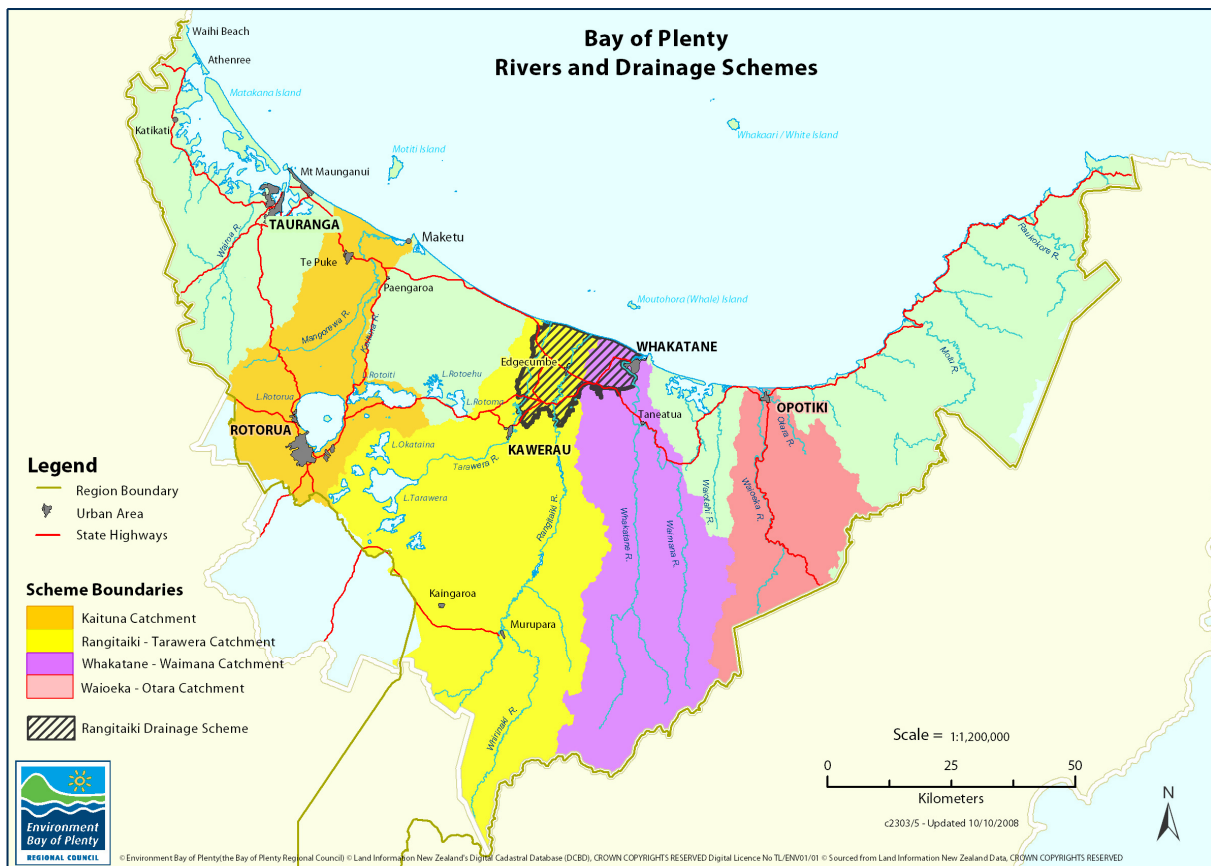 Bay of Plenty
Rivers and Drainage Schemes
Waihi Beach
Athenree
Matakana Island
Katikati
Motiti Island
Whakaari / White Island
Mt Maunganui
TAURANGA
Wairoa R.
Maketu
Te Puke
Paengaroa
Raukokore R.
Moutohora (Whale) Island
Mangorewa R.
Kaituna R.
WHAKATANE
Edgecumbe
Motu R.
L.Rotoiti
L.Rotoehu
L.Rotorua
L.Rotoma
Taneatua
OPOTIKI
ROTORUA
Otara R.
L.Okataina
KAWERAU
Tarawera R.
L.Tarawera
Rangitaiki R.
Whakatane R.
Waimana R.
Waiotahi R.
Waioeka R.
Kaingaroa
Murupara
Whirinaki R.
Legend
Region Boundary
Urban Area
State Highways
Scheme Boundaries
Kaituna Catchment
Rangitaiki - Tarawera Catchment
Whakatane - Waimana Catchment
Waioeka - Otara Catchment
Rangitaiki Drainage Scheme
Scale = 1:1,200,000
0 25 50
Kilometers
c2303/5 - Updated 10/10/2008
N
Environment
Bay of Plenty
REGIONAL COUNCIL
© Environment Bay of Plenty(the Bay of Plenty Regional Council) © Land Information New Zealand's Digital Cadastral Database (DCBD), CROWN COPYRIGHTS RESERVED Digital Licence No TL/ENV01/01 © Sourced from Land Information New Zealand Data, CROWN COPYRIGHTS RESERVED